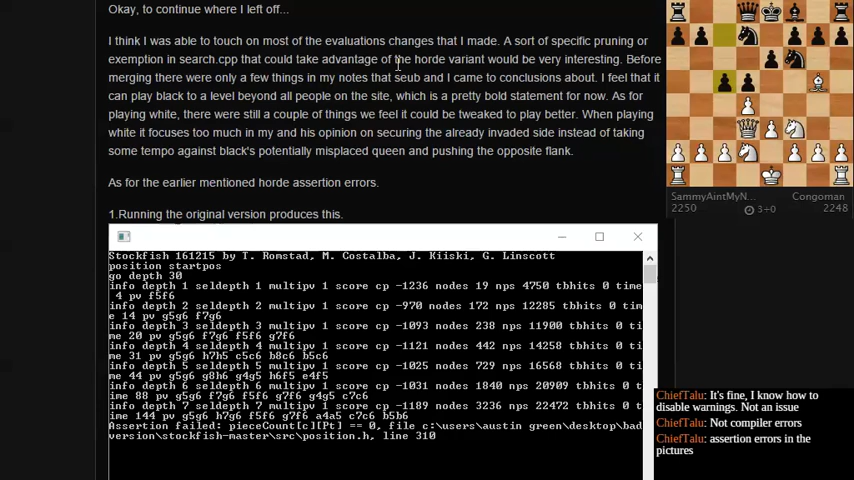 Okay, to continue where I left off...
I think I was able to touch on most of the evaluations changes that I made. A sort of specific pruning or
exemption in search.cpp that could take advantage of the horde variant would be very interesting. Before
merging there were only a few things in my notes that seub and I came to conclusions about. I feel that it
can play black to a level beyond all people on the site, which is a pretty bold statement for now. As for
playing white, there were still a couple of things we feel it could be tweaked to play better. When playing
white it focuses too much in my and his opinion on securing the already invaded side instead of taking
some tempo against black's potentially misplaced queen and pushing the opposite flank.
As for the earlier mentioned horde assertion errors.
1.Running the original version produces this.
Stockfish 161215 by T. Romstad, M. Costalba, J. Kiiski, G. Linscott
position startpos
go depth 30
info depth 1 seldepth 1 multipv 1 score cp -1236 nodes 19 nps 4750 tbhits 0 time
4 pv f5f6
info depth 2 seldepth 2 multipv 1 score cp -970 nodes 172 nps 12285 tbhits 0 tim
e 14 pv g5g6 f7g6
info depth 3 seldepth 3 multipv 1 score cp -1093 nodes 238 nps 11900 tbhits 0 ti
me 20 pv g5g6 f7g6 f5g6 g7f6
info depth 4 seldepth 4 multipv 1 score cp -1121 nodes 442 nps 14258 tbhits 0 ti
me 31 pv g5g6 h7h5 c5c6 b8c6 b5c6
info depth 5 seldepth 5 multipv 1 score cp -1025 nodes 729 nps 16568 tbhits 0 ti
me 44 pv g5g6 g8h6 g4g5 h6f5 e4f5
info depth 6 seldepth 6 multipv 1 score cp -1031 nodes 1840 nps 20909 tbhits 0 t
ime 88 pv g5g6 f7g6 f5g6 g7f6 g4g5 c7c6
info depth 7 seldepth 7 multipv 1 score cp -1189 nodes 3236 nps 22472 tbhits 0 t
ime 144 pv g5g6 h7g6 f5g6 g7f6 a4a5 c7c6 b5b6
Assertion failed: pieceCount[c][Pt] == 0, file c:\users\austin green\desktop\bad
version\stockfish-master\src\position.h, line 310
SammyAintMyN... Congoman
2250 3+0 2248
ChiefTalu: It's fine, I know how to
disable warnings. Not an issue
ChiefTalu: Not compiler errors
ChiefTalu: assertion errors in the
pictures